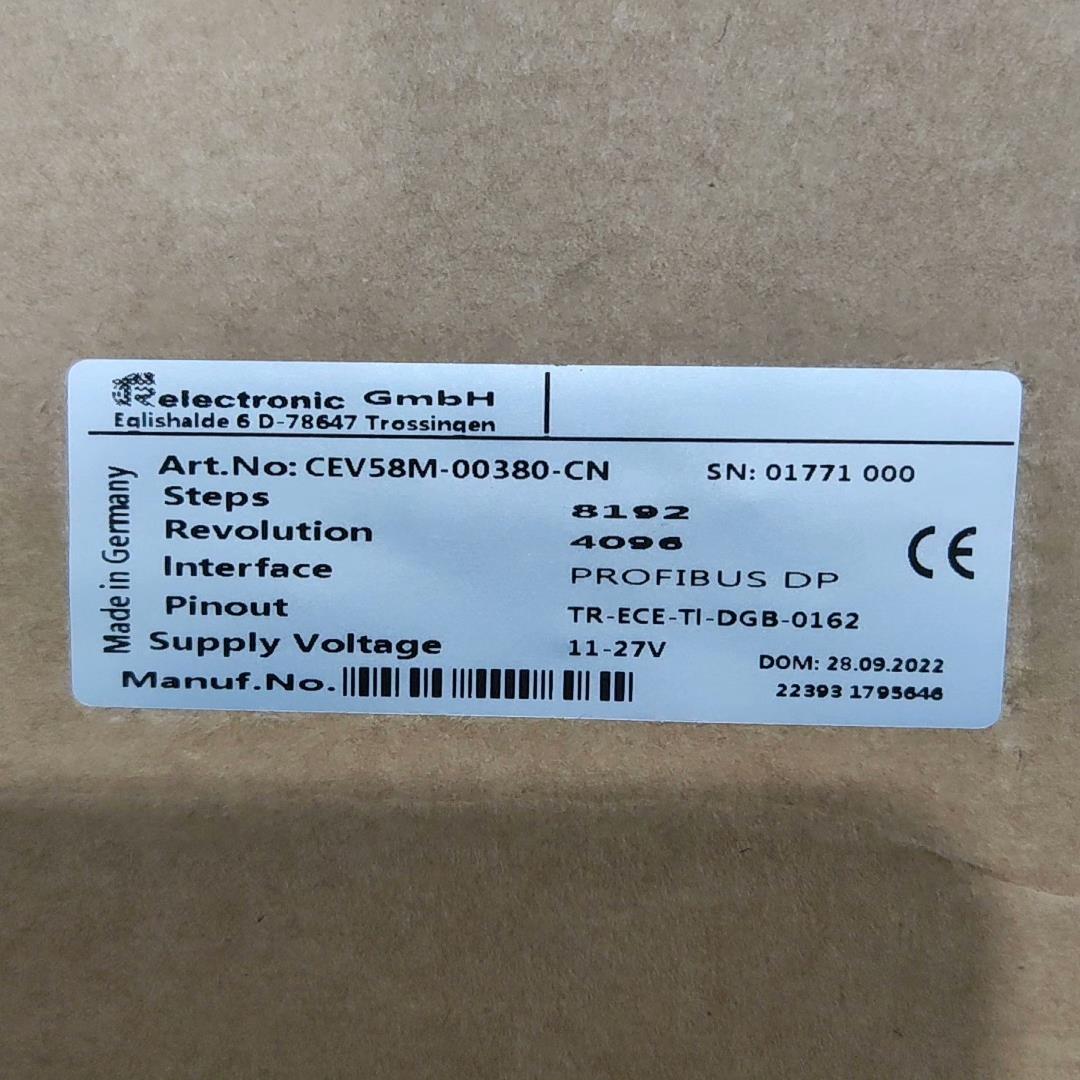 TRelectronic GmbH
Eglishalde 6 D-78647 Trossingen
Made in Germany
Art.No: CEV58M-00380-CN SN: 01771 000
Steps 8192
Revolution 4096
CE
Interface PROFIBUS DP
Pinout TR-ECE-TI-DGB-0162
Supply Voltage 11-27V
DOM: 28.09.2022
Manuf.No. 22393 1795646